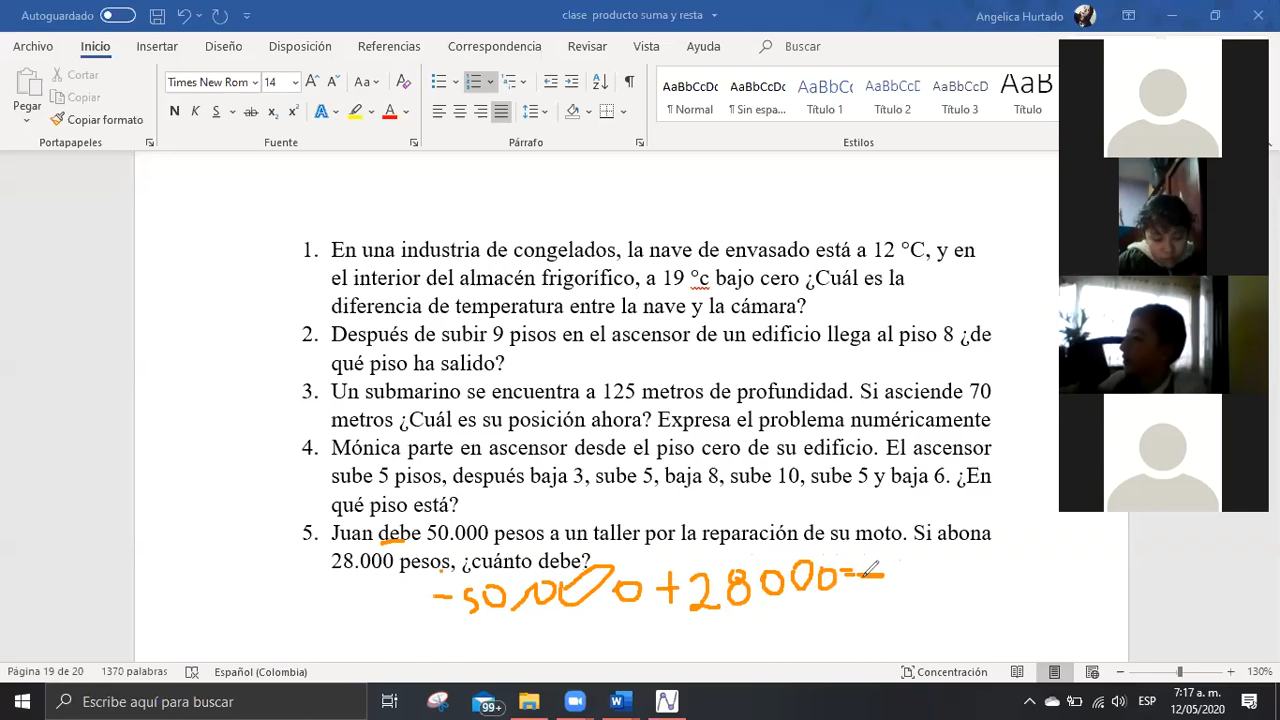 Autoguardado
clase producto suma y resta
Angelica Hurtado
Archivo Inicio Insertar Diseño Disposición Referencias Correspondencia Revisar Vista Ayuda Buscar
Pegar
Cortar
Copiar
Copiar formato
Portapapeles
Times New Rom 14
Aa
N K S
Fuente
Párrafo
AaBbCcDc AaBbCcDc AaBbCc AaBbCcD AaBbCcDc AaBb
¶ Normal ¶ Sin espa... Título 1 Título 2 Título 3 Título
Estilos
1. En una industria de congelados, la nave de envasado está a 12 °C, y en
el interior del almacén frigorífico, a 19 °c bajo cero ¿Cuál es la
diferencia de temperatura entre la nave y la cámara?
2. Después de subir 9 pisos en el ascensor de un edificio llega al piso 8 ¿de
qué piso ha salido?
3. Un submarino se encuentra a 125 metros de profundidad. Si asciende 70
metros ¿Cuál es su posición ahora? Expresa el problema numéricamente
4. Mónica parte en ascensor desde el piso cero de su edificio. El ascensor
sube 5 pisos, después baja 3, sube 5, baja 8, sube 10, sube 5 y baja 6. ¿En
qué piso está?
5. Juan debe 50.000 pesos a un taller por la reparación de su moto. Si abona
28.000 pesos, ¿cuánto debe?
-50,000 + 28000=
Página 19 de 20 1370 palabras Español (Colombia) Concentración 130%
Escribe aquí para buscar
99+
ESP
7:17 a. m.
12/05/2020